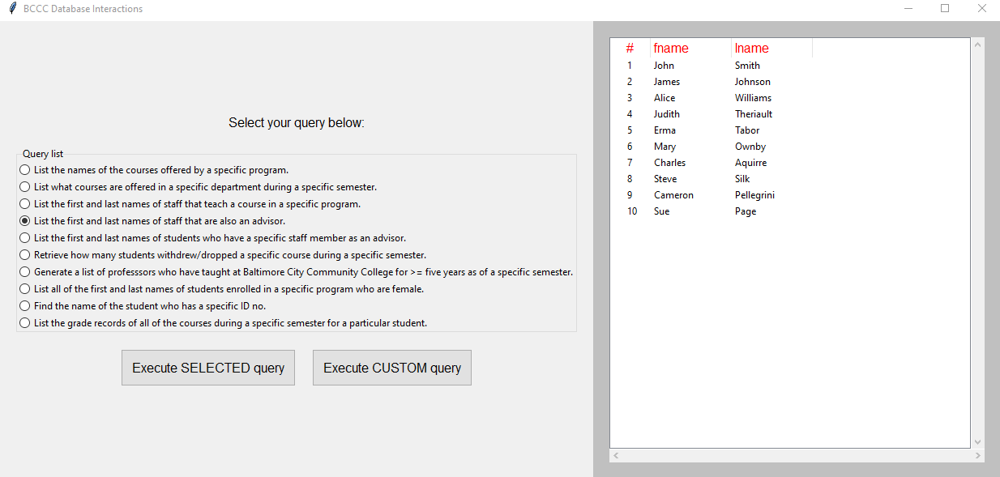 BCCC Database Interactions
Select your query below:
Query list
List the names of the courses offered by a specific program.
List what courses are offered in a specific department during a specific semester.
List the first and last names of staff that teach a course in a specific program.
List the first and last names of staff that are also an advisor.
List the first and last names of students who have a specific staff member as an advisor.
Retrieve how many students withdrew/dropped a specific course during a specific semester.
Generate a list of professsors who have taught at Baltimore City Community College for >= five years as of a specific semester.
List all of the first and last names of students enrolled in a specific program who are female.
Find the name of the student who has a specific ID no.
List the grade records of all of the courses during a specific semester for a particular student.
Execute SELECTED query
Execute CUSTOM query
# fname lname
1 John Smith
2 James Johnson
3 Alice Williams
4 Judith Theriault
5 Erma Tabor
6 Mary Ownby
7 Charles Aquirre
8 Steve Silk
9 Cameron Pellegrini
10 Sue Page